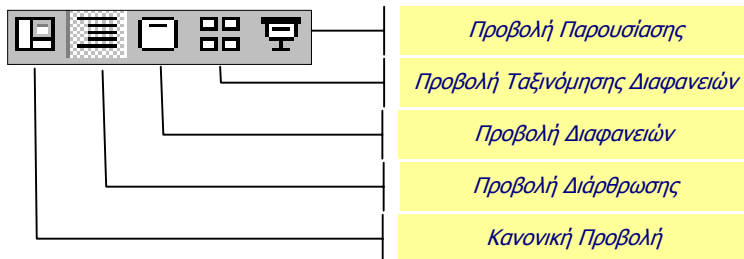 Προβολή Παρουσίασης
Προβολή Ταξινόμησης Διαφανειών
Προβολή Διαφανειών
Προβολή Διάρθρωσης
Κανονική Προβολή